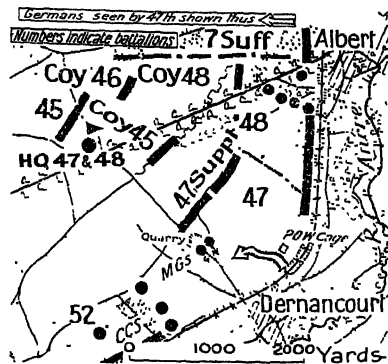 Germans seen by 47th shown thus
Numbers indicate battalions
7 Suff
Albert
Coy 46
Coy 48
45
Coy 45
48
HQ 47 & 48
47 Supp!
47
Ancre
Quarry
POW Cage
MGs
Dernancourt
52
CCS
0 1000 2000 Yards